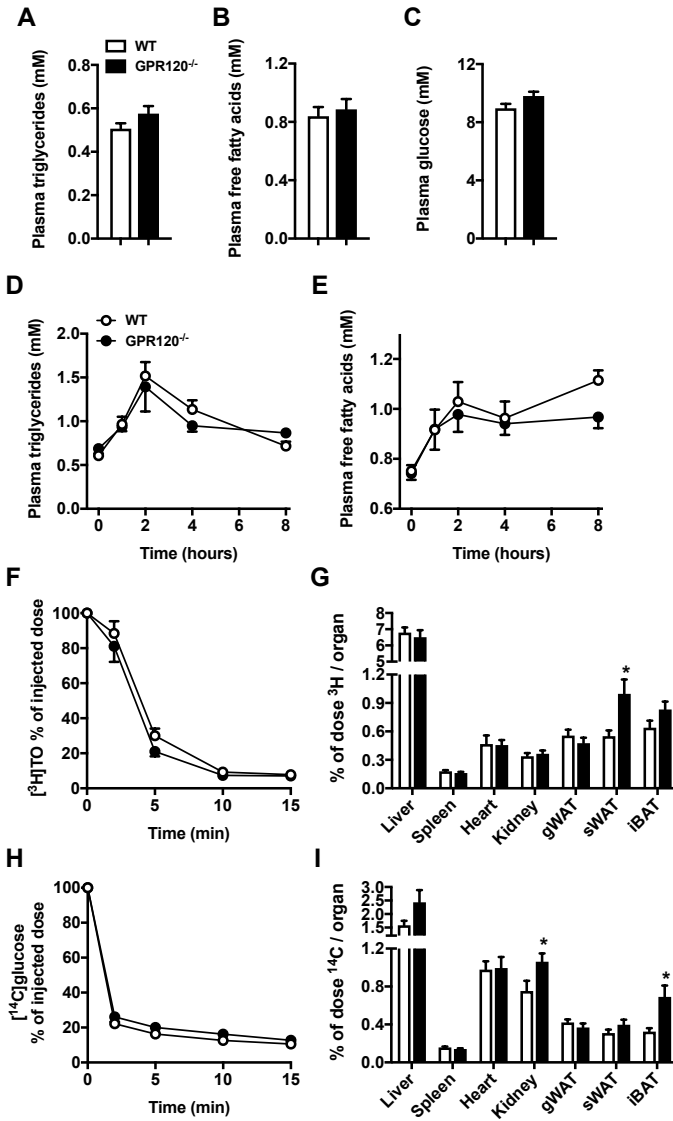 A
B
C
WT
GPR120-/-
Plasma triglycerides (mM)
0.8
0.6
0.4
0.2
0.0
Plasma free fatty acids (mM)
1.2
0.8
0.4
0.0
Plasma glucose (mM)
12
9
6
3
0
D
E
WT
GPR120-/-
Plasma triglycerides (mM)
2.0
1.5
1.0
0.5
0.0
0 2 4 6 8
Time (hours)
Plasma free fatty acids (mM)
1.2
1.0
0.8
0.6
0 2 4 6 8
Time (hours)
F
G
[³H]TO % of injected dose
100
80
60
40
20
0
0 5 10 15
Time (min)
% of dose ³H / organ
8
7
6
5
1.2
0.9
0.6
0.3
0.0
*
Liver Spleen Heart Kidney gWAT sWAT iBAT
H
I
[¹⁴C]glucose
% of injected dose
100
80
60
40
20
0
0 5 10 15
Time (min)
% of dose ¹⁴C / organ
3.0
2.5
2.0
1.5
1.2
0.8
0.4
0.0
* *
Liver Spleen Heart Kidney gWAT sWAT iBAT